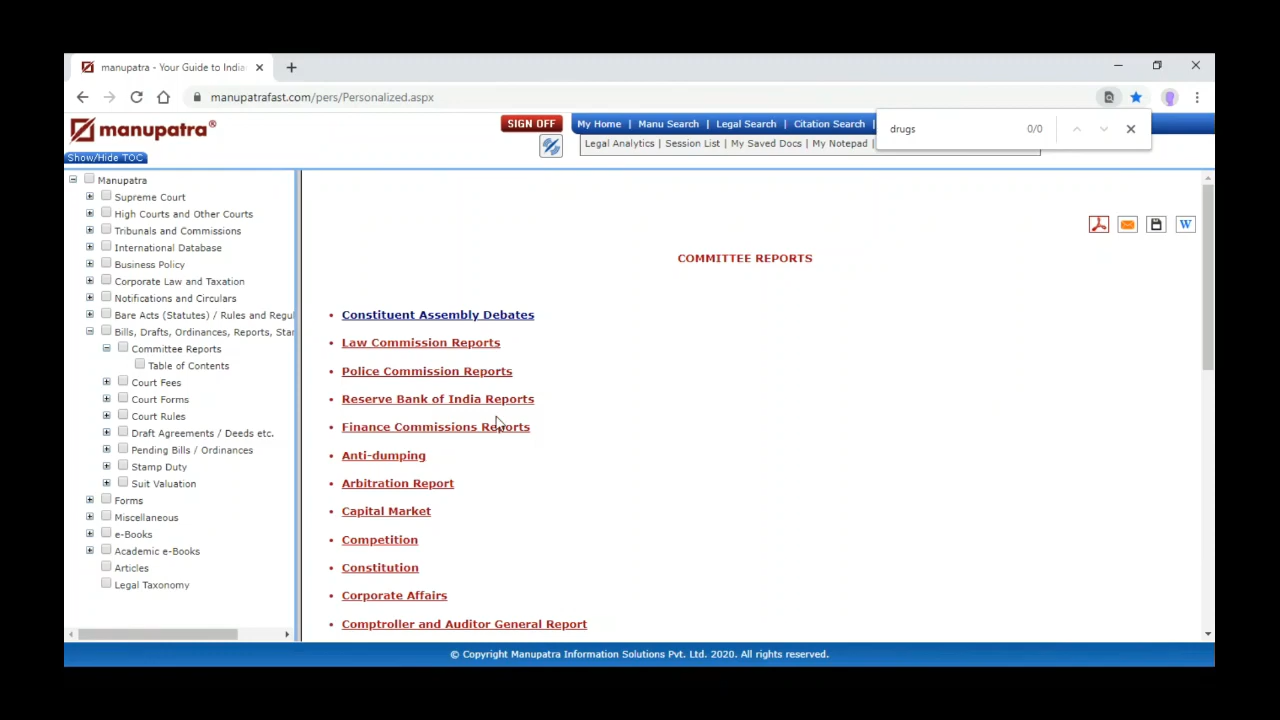 manupatra - Your Guide to India
manupatrafast.com/pers/Personalized.aspx
drugs 0/0
manupatra®
SIGN OFF
My Home | Manu Search | Legal Search | Citation Search |
Legal Analytics | Session List | My Saved Docs | My Notepad |
Show/Hide TOC
Manupatra
Supreme Court
High Courts and Other Courts
Tribunals and Commissions
International Database
Business Policy
Corporate Law and Taxation
Notifications and Circulars
Bare Acts (Statutes) / Rules and Regul
Bills, Drafts, Ordinances, Reports, Star
Committee Reports
Table of Contents
Court Fees
Court Forms
Court Rules
Draft Agreements / Deeds etc.
Pending Bills / Ordinances
Stamp Duty
Suit Valuation
Forms
Miscellaneous
e-Books
Academic e-Books
Articles
Legal Taxonomy
W
COMMITTEE REPORTS
• Constituent Assembly Debates
• Law Commission Reports
• Police Commission Reports
• Reserve Bank of India Reports
• Finance Commissions Reports
• Anti-dumping
• Arbitration Report
• Capital Market
• Competition
• Constitution
• Corporate Affairs
• Comptroller and Auditor General Report
© Copyright Manupatra Information Solutions Pvt. Ltd. 2020. All rights reserved.